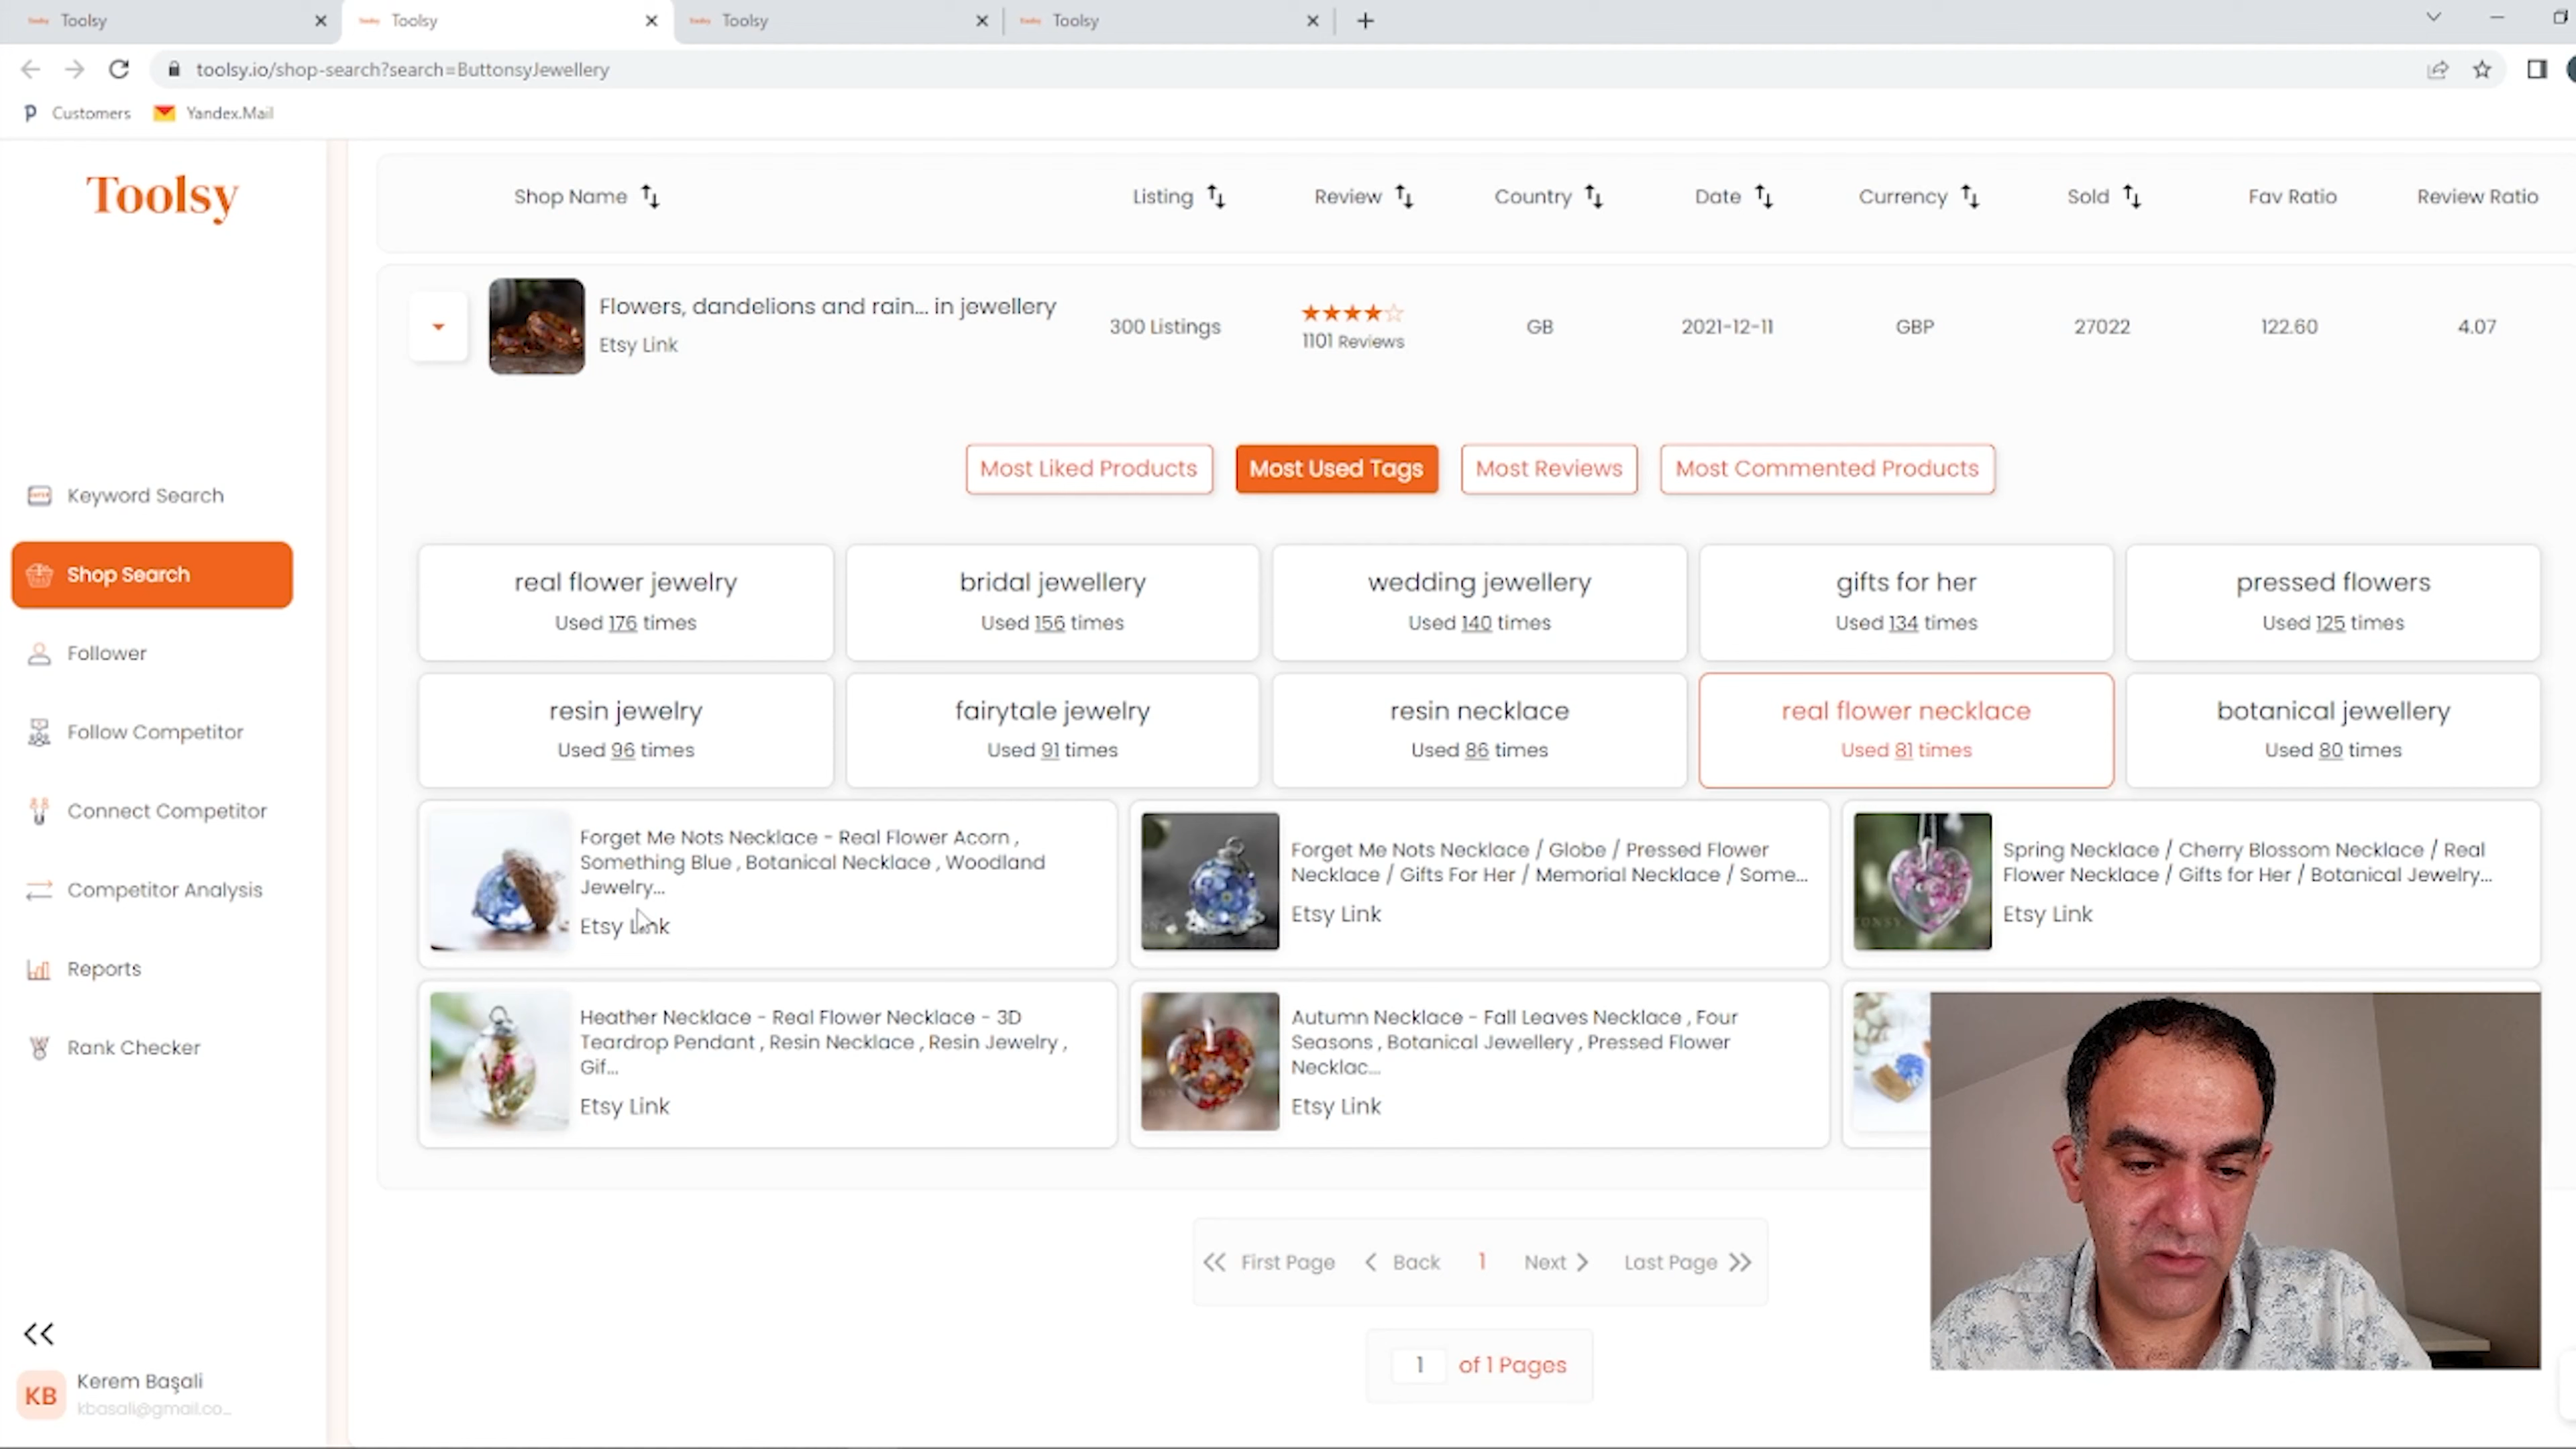 Toolsy
Toolsy
Toolsy
Toolsy
toolsy.io/shop-search?search=ButtonsyJewellery
Customers
Yandex.Mail
Toolsy
Keyword Search
Shop Search
Follower
Follow Competitor
Connect Competitor
Competitor Analysis
Reports
Rank Checker
KB
Kerem Başali
kbasali@gmail.co...
Shop Name
Listing
Review
Country
Date
Currency
Sold
Fav Ratio
Review Ratio
Flowers, dandelions and rain... in jewellery
Etsy Link
300 Listings
1101 Reviews
GB
2021-12-11
GBP
27022
122.60
4.07
Most Liked Products
Most Used Tags
Most Reviews
Most Commented Products
real flower jewelry
Used 176 times
bridal jewellery
Used 156 times
wedding jewellery
Used 140 times
gifts for her
Used 134 times
pressed flowers
Used 125 times
resin jewelry
Used 96 times
fairytale jewelry
Used 91 times
resin necklace
Used 86 times
real flower necklace
Used 81 times
botanical jewellery
Used 80 times
Forget Me Nots Necklace - Real Flower Acorn ,
Something Blue , Botanical Necklace , Woodland
Jewelry...
Etsy Link
Forget Me Nots Necklace / Globe / Pressed Flower
Necklace / Gifts For Her / Memorial Necklace / Some...
Etsy Link
Spring Necklace / Cherry Blossom Necklace / Real
Flower Necklace / Gifts for Her / Botanical Jewelry...
Etsy Link
Heather Necklace - Real Flower Necklace - 3D
Teardrop Pendant , Resin Necklace , Resin Jewelry ,
Gif...
Etsy Link
Autumn Necklace - Fall Leaves Necklace , Four
Seasons , Botanical Jewellery , Pressed Flower
Necklac...
Etsy Link
First Page
Back
1
Next
Last Page
1
of 1 Pages